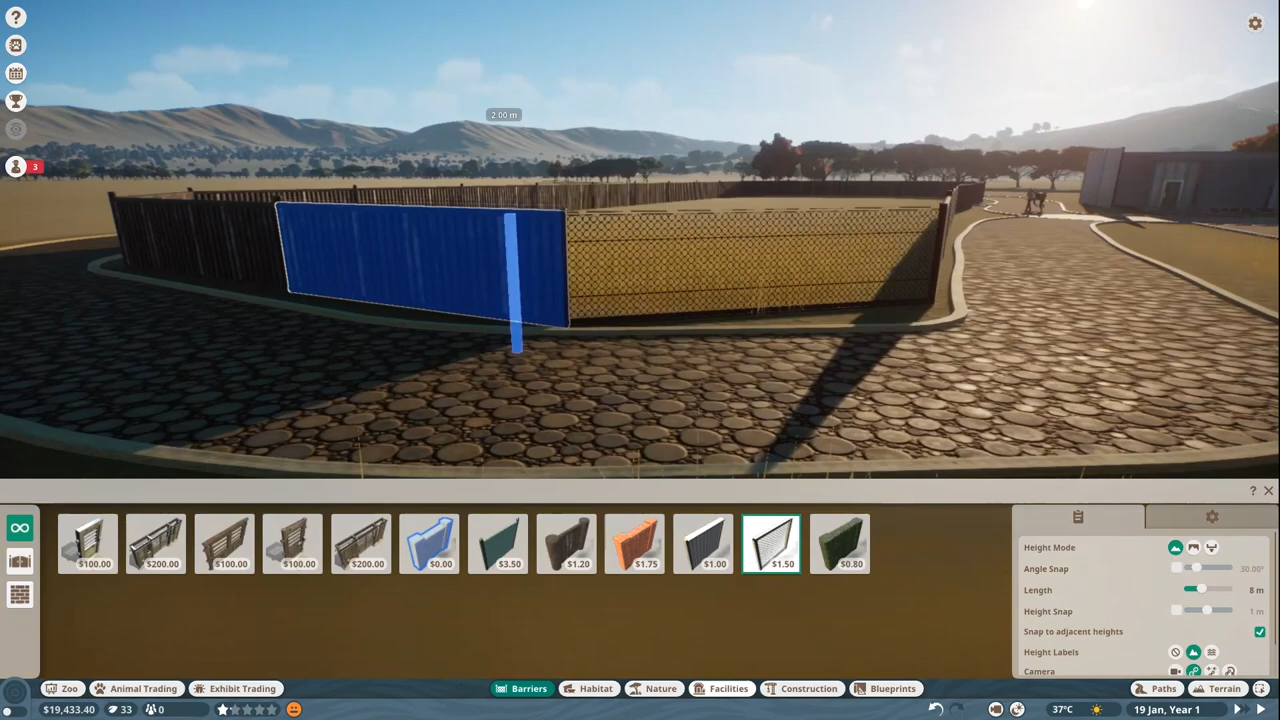 ?
3
2.00 m
?
$100.00
$200.00
$100.00
$100.00
$200.00
$0.00
$3.50
$1.20
$1.75
$1.00
$1.50
$0.80
Height Mode
Angle Snap 30.00°
Length 8 m
Height Snap 1 m
Snap to adjacent heights
Height Labels
Camera
Zoo
Animal Trading
Exhibit Trading
Barriers
Habitat
Nature
Facilities
Construction
Blueprints
Paths
Terrain
$19,433.40
33
0
37°C
19 Jan, Year 1